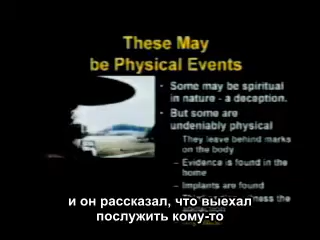 These May
be Physical Events
• Some may be spiritual
in nature - a deception.
• But some are
undeniably physical
They leave behind marks
on the body
– Evidence is found in the
home
– Implants are found
и он рассказал, что выехал
послужить кому-то